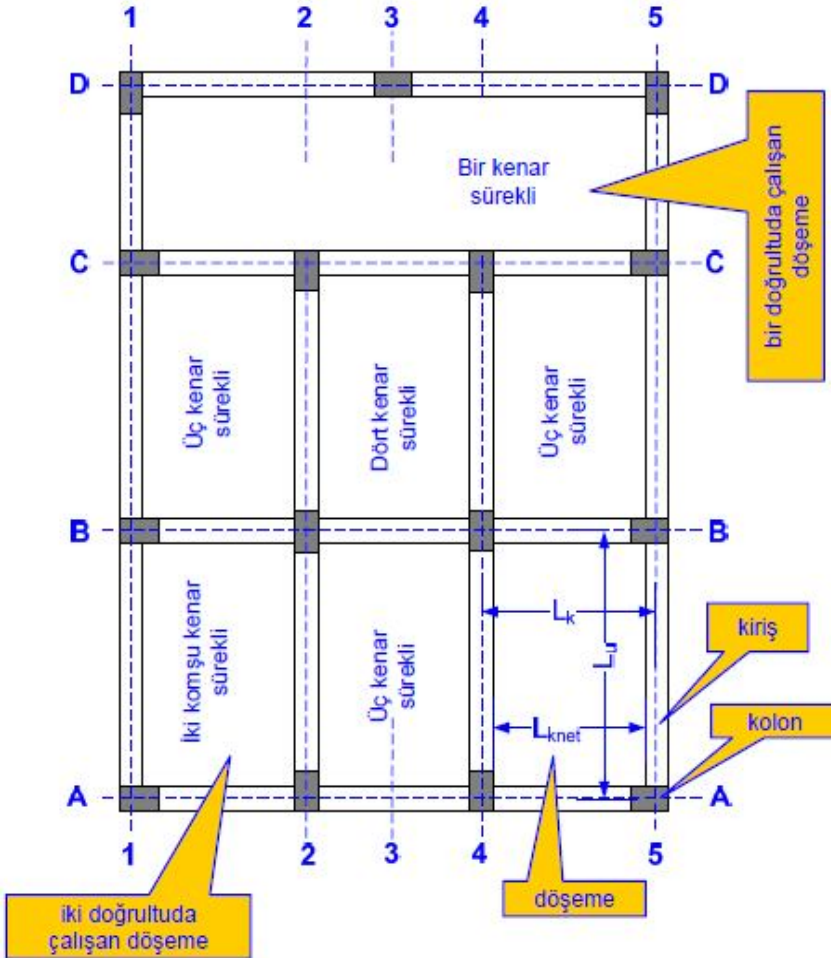 1 2 3 4 5
D D
Bir kenar
sürekli
bir doğrultuda çalışan
döşeme
C C
Üç kenar
sürekli
Dört kenar
sürekli
Üç kenar
sürekli
B B
İki komşu kenar
sürekli
Üç kenar
sürekli
Lk
Lu
Lknet
kiriş
kolon
A A
1 2 3 4 5
iki doğrultuda
çalışan döşeme
döşeme